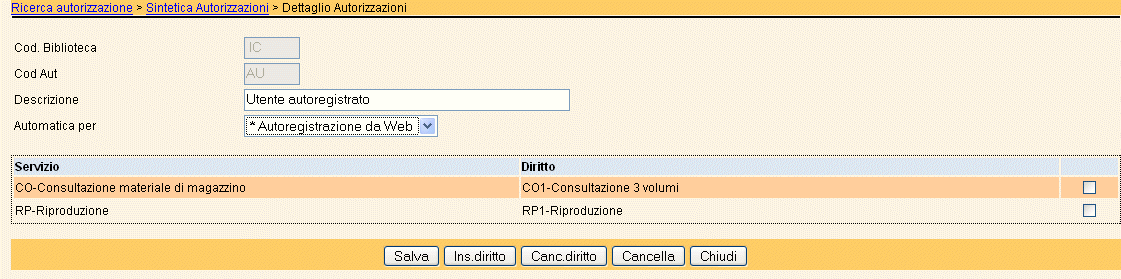 Ricerca autorizzazione > Sintetica Autorizzazioni > Dettaglio Autorizzazioni
Cod. Biblioteca IC
Cod Aut AU
Descrizione Utente autoregistrato
Automatica per * Autoregistrazione da Web
Servizio Diritto
CO-Consultazione materiale di magazzino CO1-Consultazione 3 volumi
RP-Riproduzione RP1-Riproduzione
Salva Ins.diritto Canc.diritto Cancella Chiudi